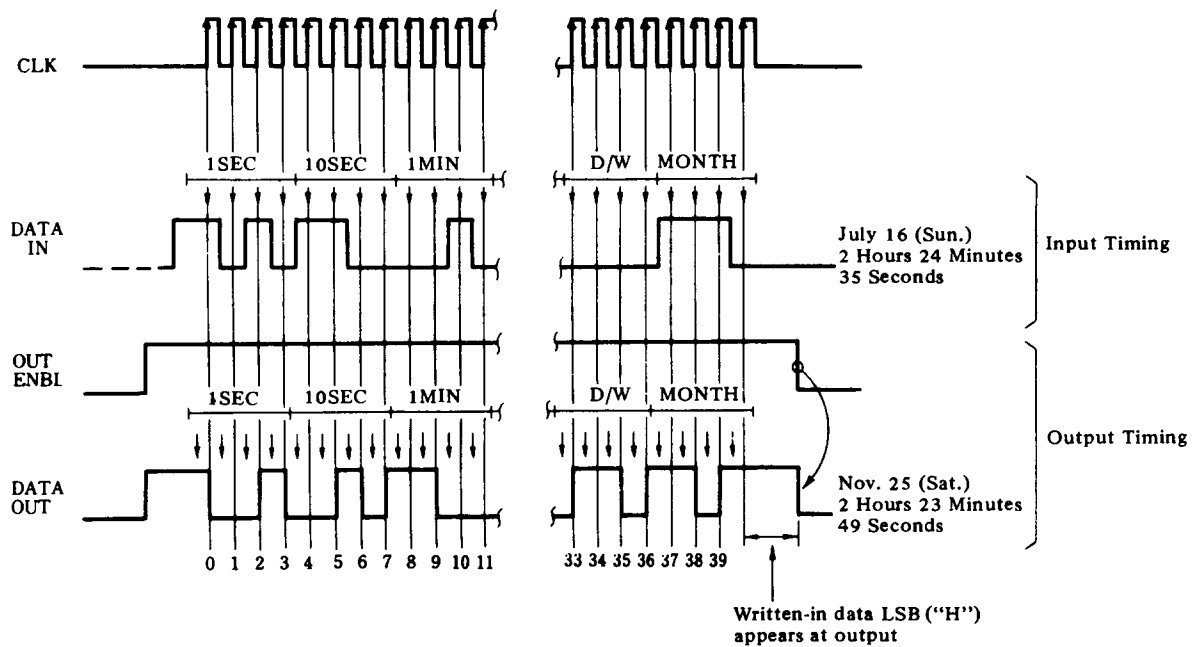 CLK
1SEC 10SEC 1MIN D/W MONTH
DATA
IN
July 16 (Sun.)
2 Hours 24 Minutes
35 Seconds
Input Timing
OUT
ENBL
1SEC 10SEC 1MIN D/W MONTH
Output Timing
DATA
OUT
Nov. 25 (Sat.)
2 Hours 23 Minutes
49 Seconds
0 1 2 3 4 5 6 7 8 9 10 11 33 34 35 36 37 38 39
Written-in data LSB (“H”)
appears at output